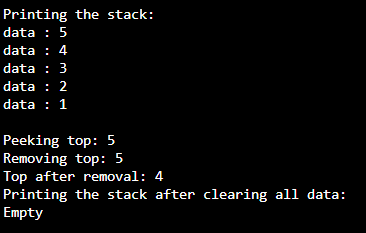 Printing the stack:
data : 5
data : 4
data : 3
data : 2
data : 1
Peeking top: 5
Removing top: 5
Top after removal: 4
Printing the stack after clearing all data:
Empty